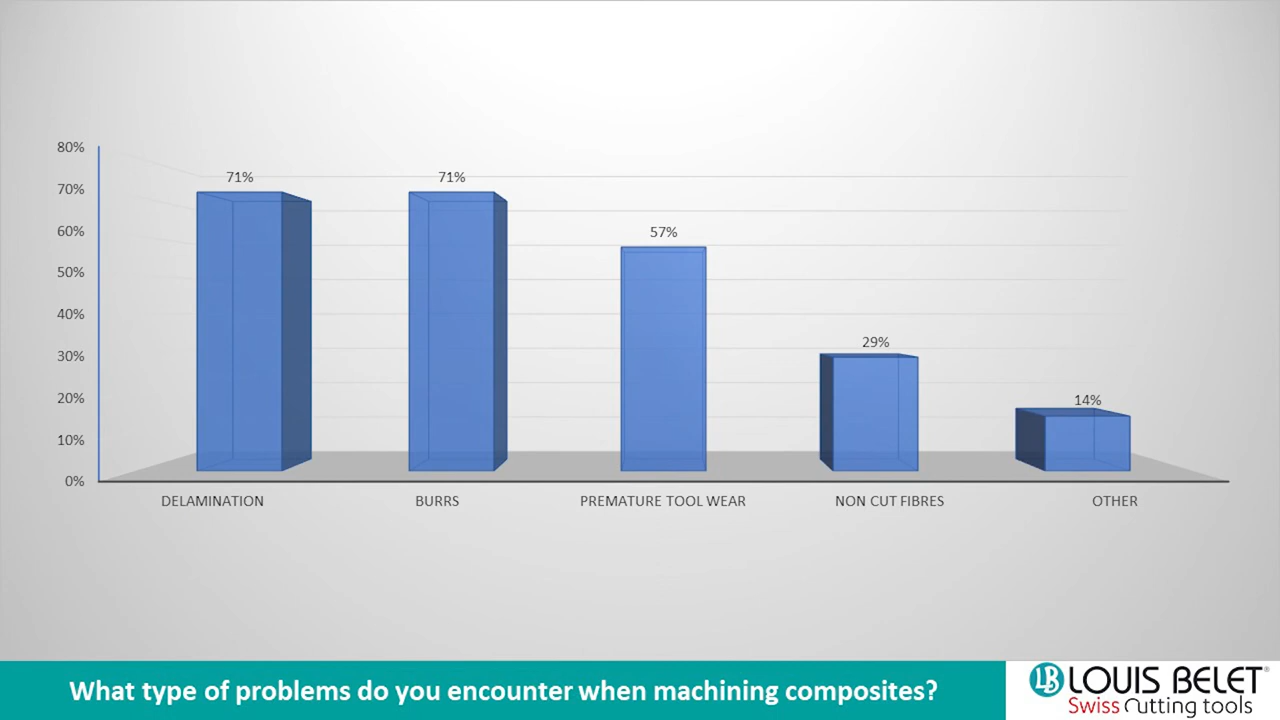 80%
70%
60%
50%
40%
30%
20%
10%
0%
71%
71%
57%
29%
14%
DELAMINATION
BURRS
PREMATURE TOOL WEAR
NON CUT FIBRES
OTHER
What type of problems do you encounter when machining composites?
LB LOUIS BELET®
Swiss Cutting tools